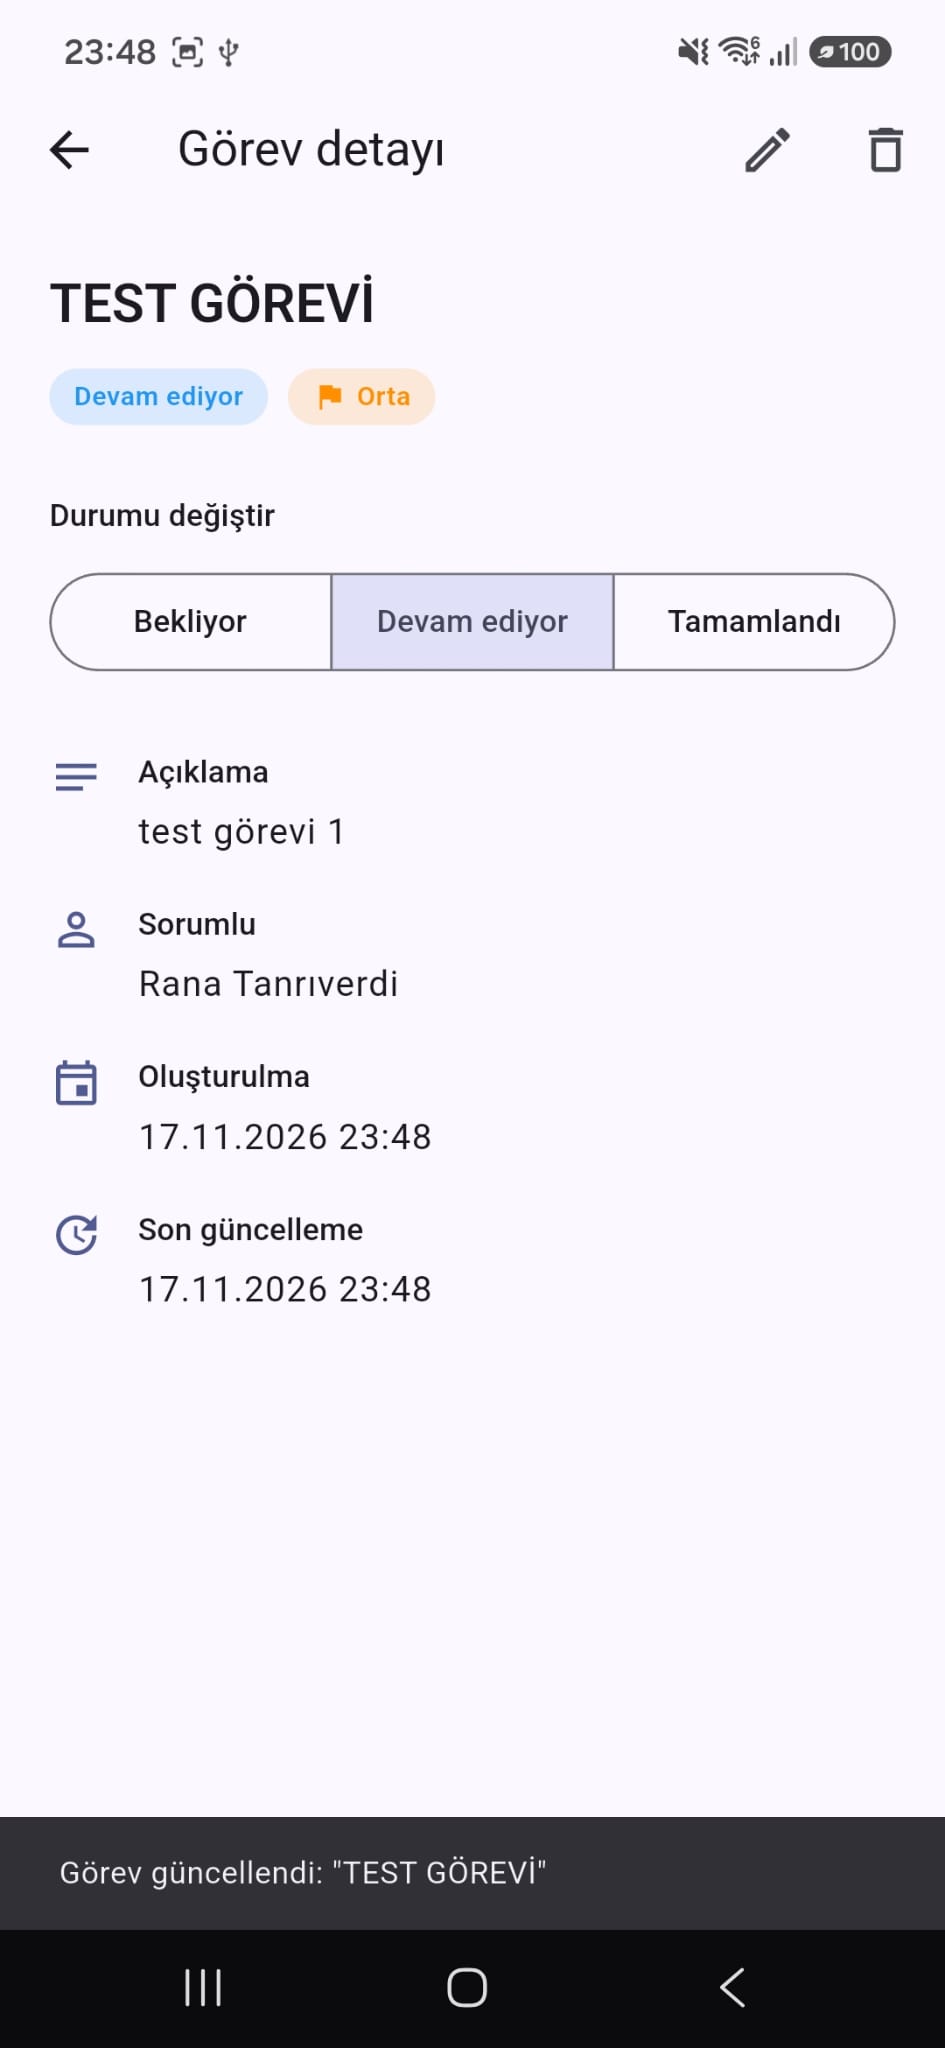 23:48
6
100
Görev detayı
TEST GÖREVİ
Devam ediyor
Orta
Durumu değiştir
Bekliyor
Devam ediyor
Tamamlandı
Açıklama
test görevi 1
Sorumlu
Rana Tanrıverdi
Oluşturulma
17.11.2026 23:48
Son güncelleme
17.11.2026 23:48
Görev güncellendi: "TEST GÖREVİ"